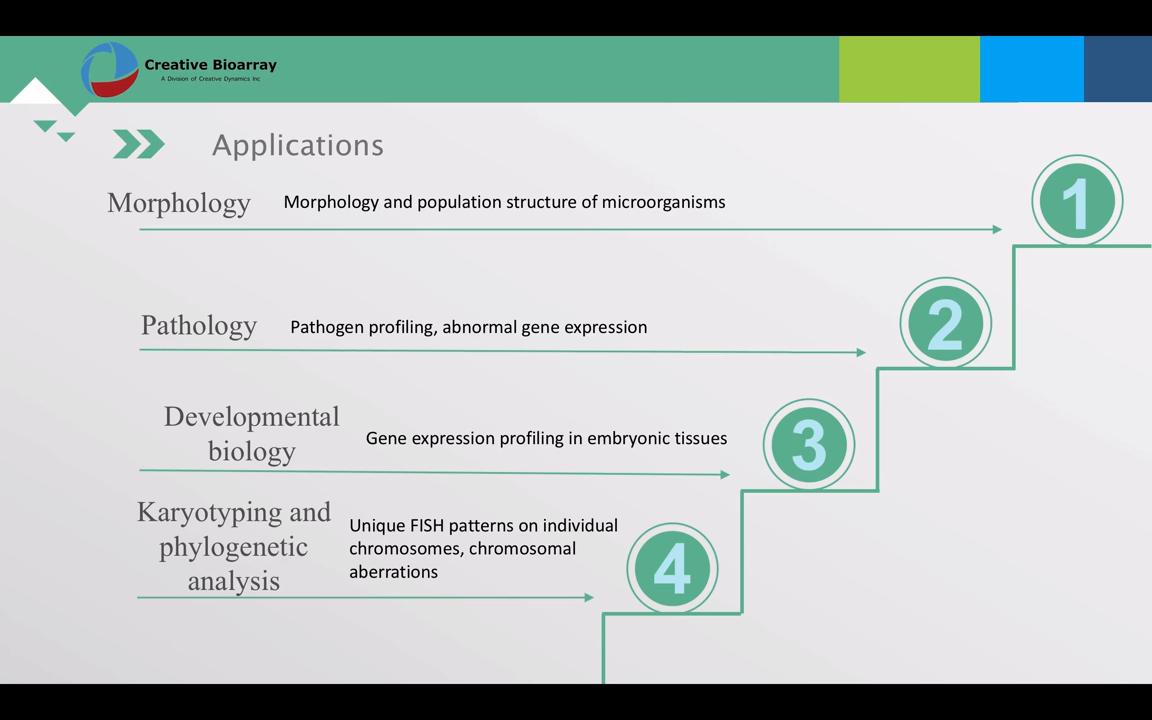 Creative Bioarray
A Division of Creative Dynamics Inc
Applications
Morphology
Morphology and population structure of microorganisms
1
Pathology
Pathogen profiling, abnormal gene expression
2
Developmental
biology
Gene expression profiling in embryonic tissues
3
Karyotyping and
phylogenetic
analysis
Unique FISH patterns on individual
chromosomes, chromosomal
aberrations
4